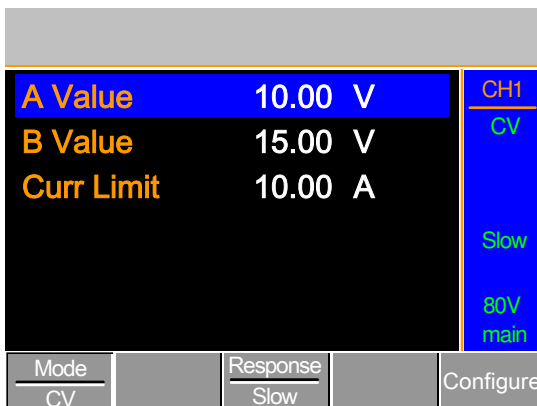 A Value 10.00 V
B Value 15.00 V
Curr Limit 10.00 A
CH1
CV
Slow
80V
main
Mode
CV
Response
Slow
Configure